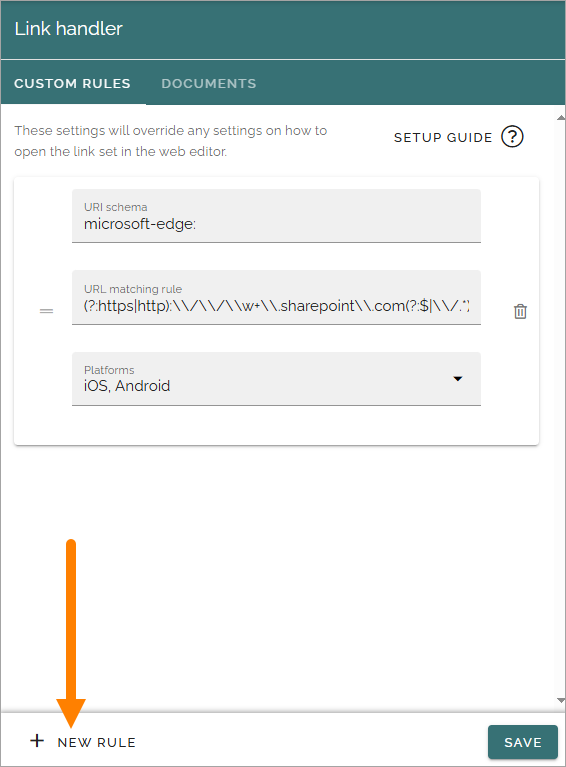 Link handler
CUSTOM RULES DOCUMENTS
These settings will override any settings on how to
open the link set in the web editor.
SETUP GUIDE ?
URI schema
microsoft-edge:
URL matching rule
(?:https|http):\\/\\/\\w+\\.sharepoint\\.com(?:$|\\/.*)
Platforms
iOS, Android
+ NEW RULE
SAVE